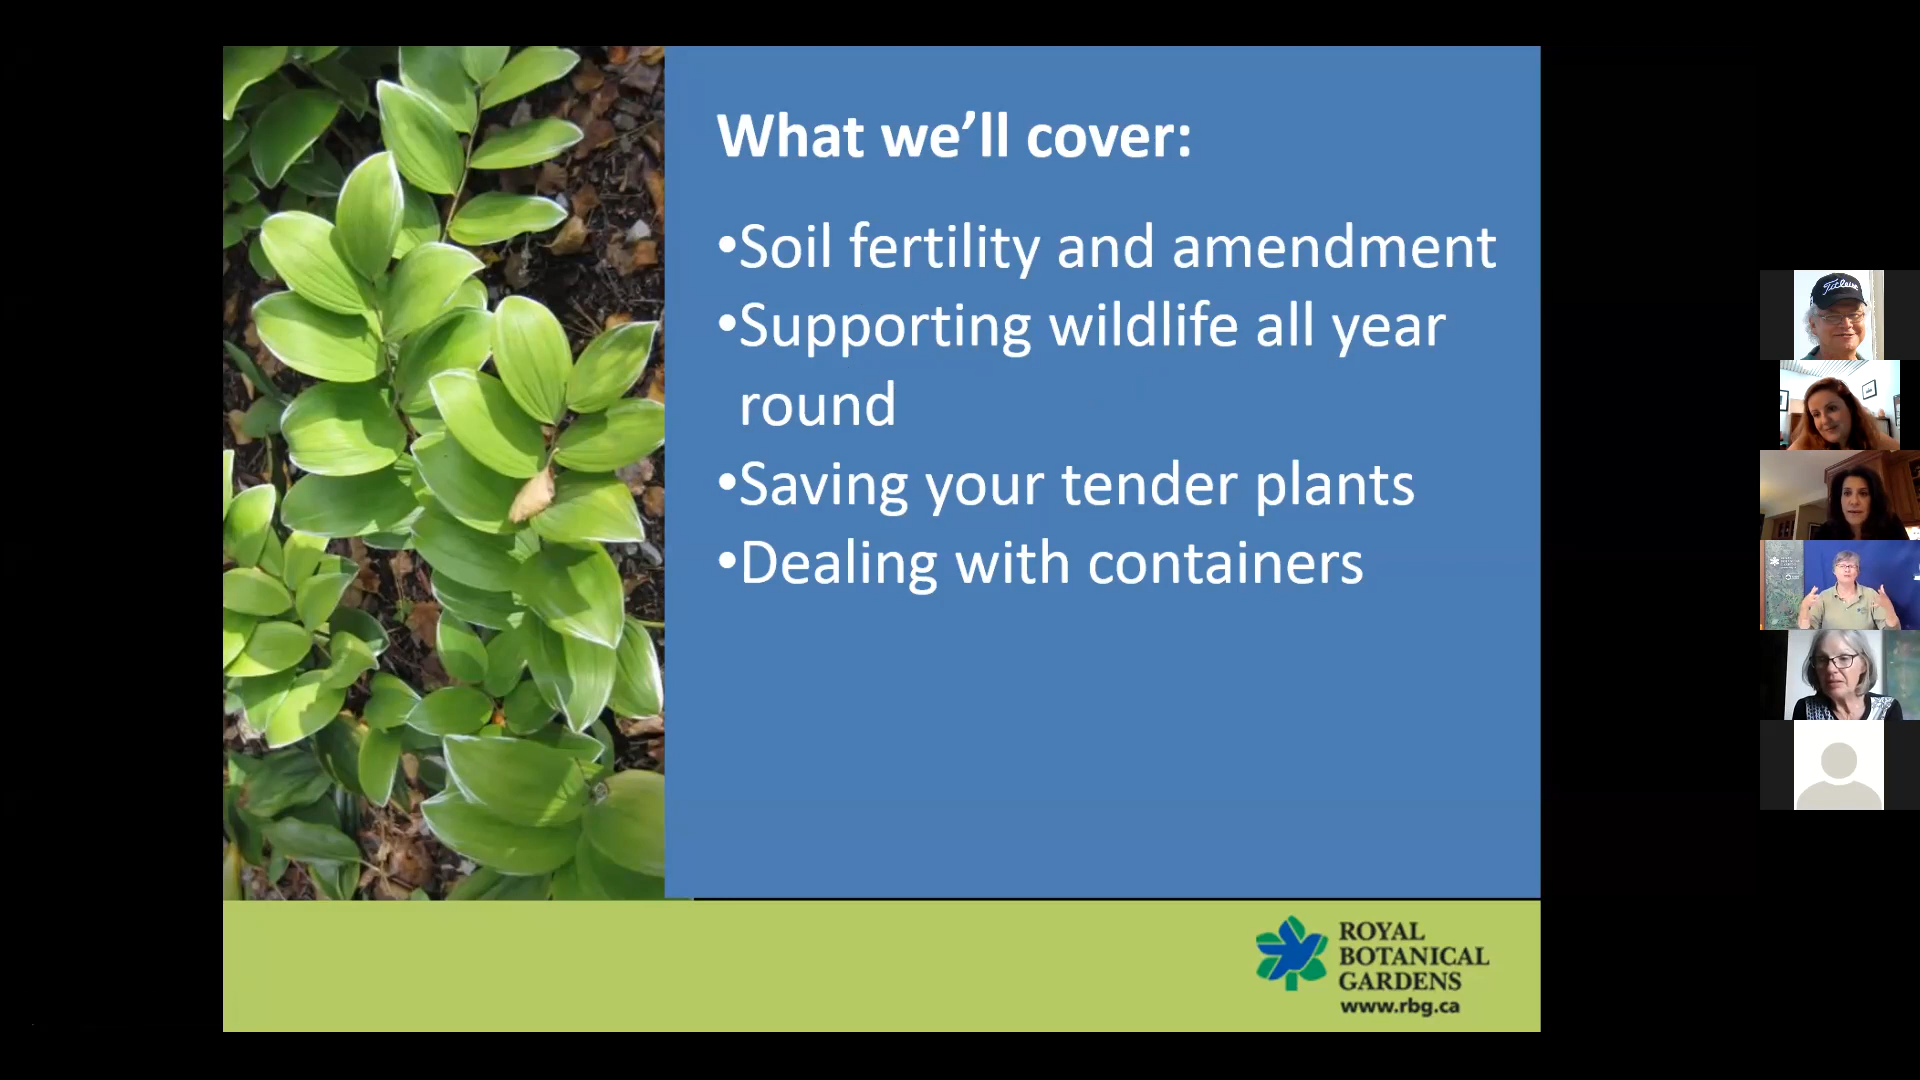 What we’ll cover:
•Soil fertility and amendment
•Supporting wildlife all year
round
•Saving your tender plants
•Dealing with containers
ROYAL
BOTANICAL
GARDENS
www.rbg.ca
Titleist